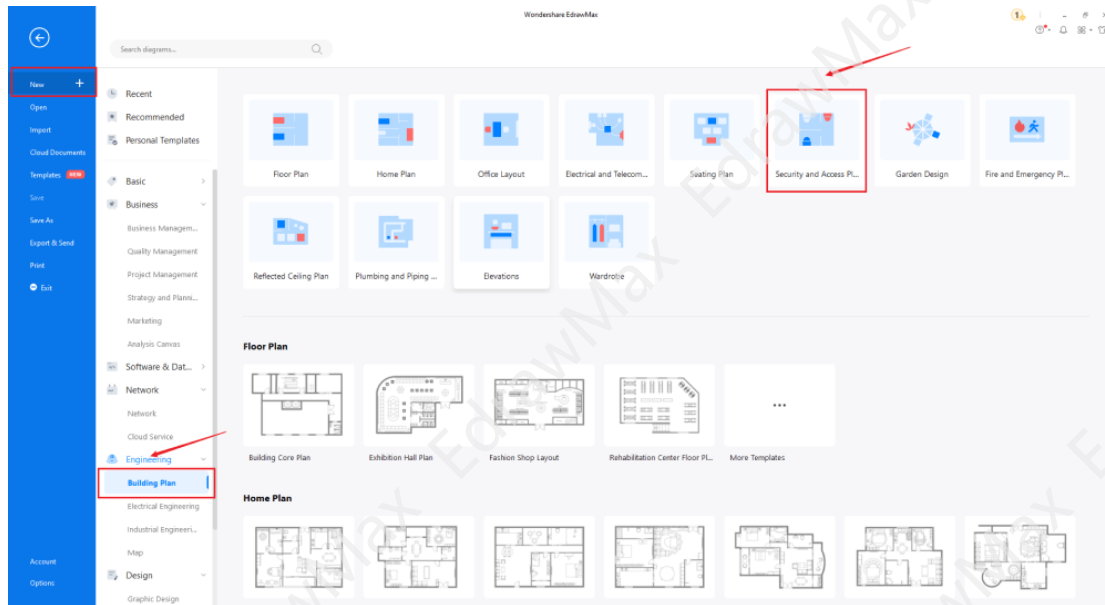 Wondershare EdrawMax
Search diagrams...
New +
Open
Import
Cloud Documents
Templates NEW
Save
Save As
Export & Send
Print
Exit
Account
Options
Recent
Recommended
Personal Templates
Basic
Business
Business Managem...
Quality Management
Project Management
Strategy and Planni...
Marketing
Analysis Canvas
Software & Dat...
Network
Network
Cloud Service
Engineering
Building Plan
Electrical Engineering
Industrial Engineeri...
Map
Design
Graphic Design
Floor Plan
Home Plan
Office Layout
Electrical and Telecom...
Seating Plan
Security and Access Pl...
Garden Design
Fire and Emergency Pl...
Reflected Ceiling Plan
Plumbing and Piping ...
Elevations
Wardrobe
Floor Plan
Building Core Plan
Exhibition Hall Plan
Fashion Shop Layout
Rehabilitation Center Floor Pl...
More Templates
Home Plan
EdrawMax
EdrawMax